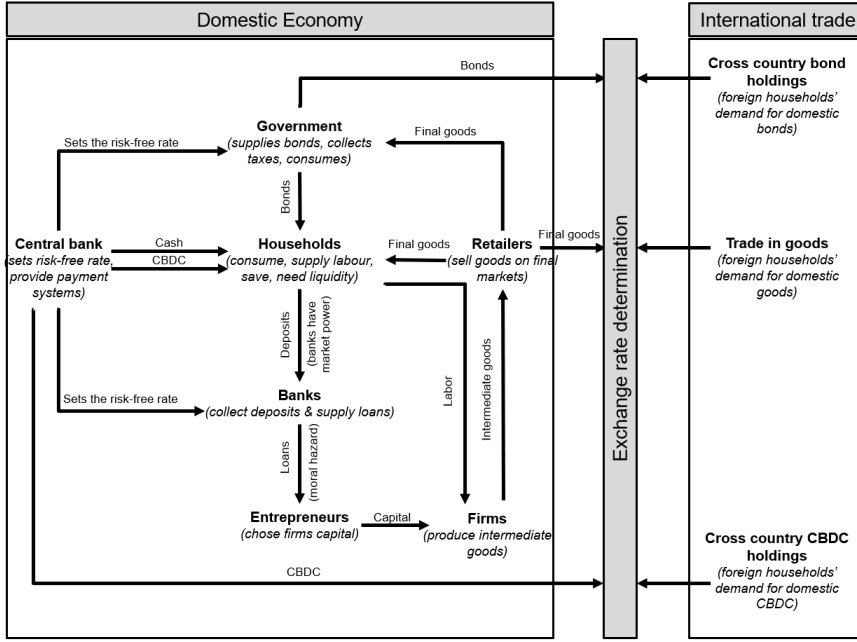 Domestic Economy
International trade
Bonds
Cross country bond
holdings
(foreign households'
demand for domestic
bonds)
Government
(supplies bonds, collects
taxes, consumes)
Sets the risk-free rate
Final goods
Bonds
Central bank
(sets risk-free rate,
provide payment
systems)
Cash
CBDC
Households
(consume, supply labour,
save, need liquidity)
Final goods
Retailers
(sell goods on final
markets)
Final goods
Trade in goods
(foreign households'
demand for domestic
goods)
Exchange rate determination
Deposits
(banks have
market power)
Labor
Intermediate goods
Sets the risk-free rate
Banks
(collect deposits & supply loans)
Loans
(moral hazard)
Entrepreneurs
(chose firms capital)
Capital
Firms
(produce intermediate
goods)
CBDC
Cross country CBDC
holdings
(foreign households'
demand for domestic
CBDC)